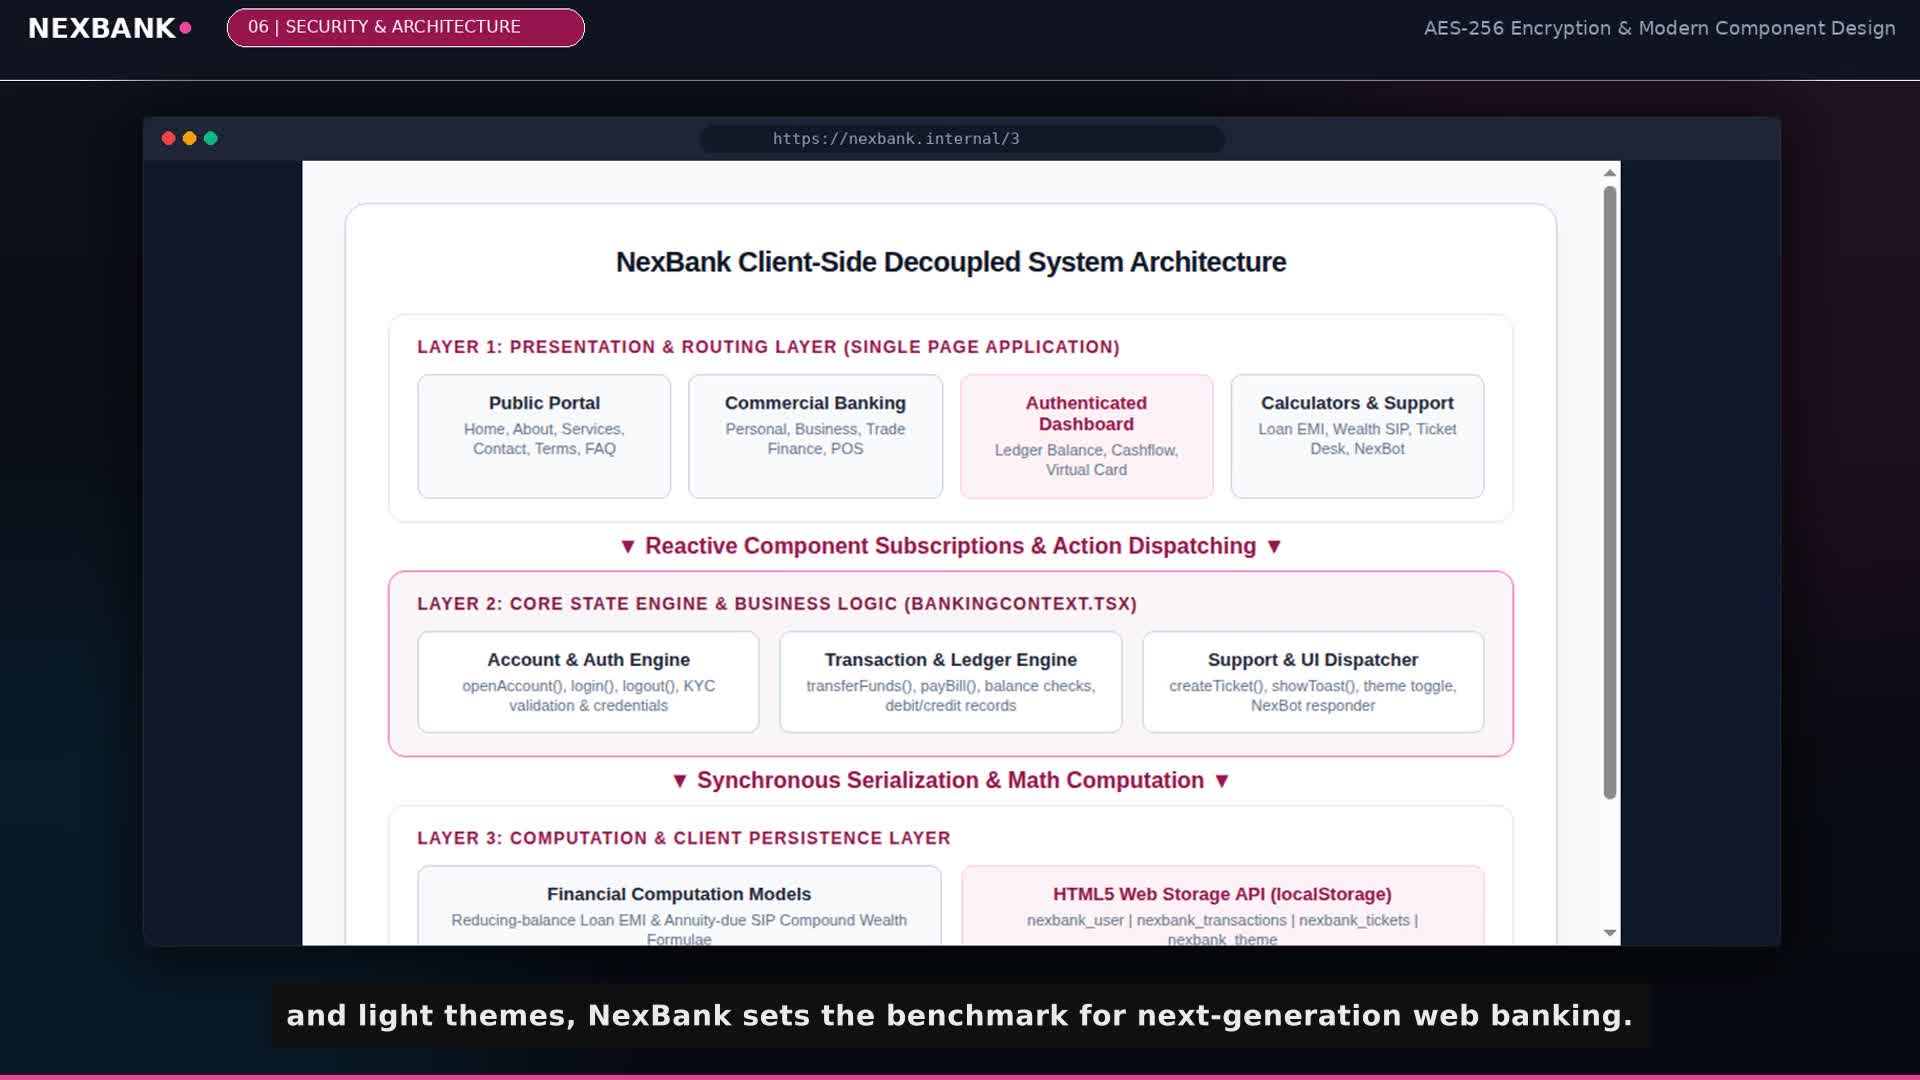 NEXBANK
06 | SECURITY & ARCHITECTURE
AES-256 Encryption & Modern Component Design
https://nexbank.internal/3
NexBank Client-Side Decoupled System Architecture
LAYER 1: PRESENTATION & ROUTING LAYER (SINGLE PAGE APPLICATION)
Public Portal
Home, About, Services,
Contact, Terms, FAQ
Commercial Banking
Personal, Business, Trade
Finance, POS
Authenticated
Dashboard
Ledger Balance, Cashflow,
Virtual Card
Calculators & Support
Loan EMI, Wealth SIP, Ticket
Desk, NexBot
▼ Reactive Component Subscriptions & Action Dispatching ▼
LAYER 2: CORE STATE ENGINE & BUSINESS LOGIC (BANKINGCONTEXT.TSX)
Account & Auth Engine
openAccount(), login(), logout(), KYC
validation & credentials
Transaction & Ledger Engine
transferFunds(), payBill(), balance checks,
debit/credit records
Support & UI Dispatcher
createTicket(), showToast(), theme toggle,
NexBot responder
▼ Synchronous Serialization & Math Computation ▼
LAYER 3: COMPUTATION & CLIENT PERSISTENCE LAYER
Financial Computation Models
Reducing-balance Loan EMI & Annuity-due SIP Compound Wealth
Formulae
HTML5 Web Storage API (localStorage)
nexbank_user | nexbank_transactions | nexbank_tickets |
nexbank_theme
and light themes, NexBank sets the benchmark for next-generation web banking.